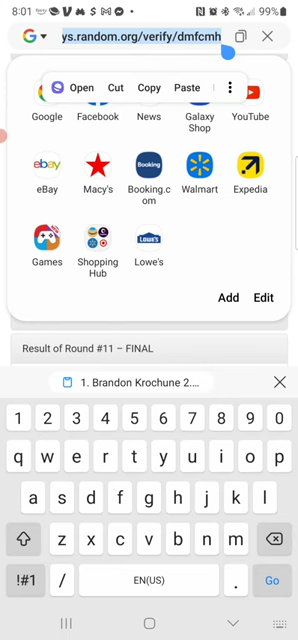 8:01
99%
G
ys.random.org/verify/dmfcmh
Open Cut Copy Paste
Google Facebook News Galaxy Shop YouTube
ebay Booking
eBay Macy's Booking.c
om Walmart Expedia
LOWE'S
Games Shopping
Hub Lowe's
Add Edit
Result of Round #11 – FINAL
1. Brandon Krochune 2....
1 2 3 4 5 6 7 8 9 0
q w e r t y u i o p
a s d f g h j k l
z x c v b n m
!#1 / EN(US) . Go